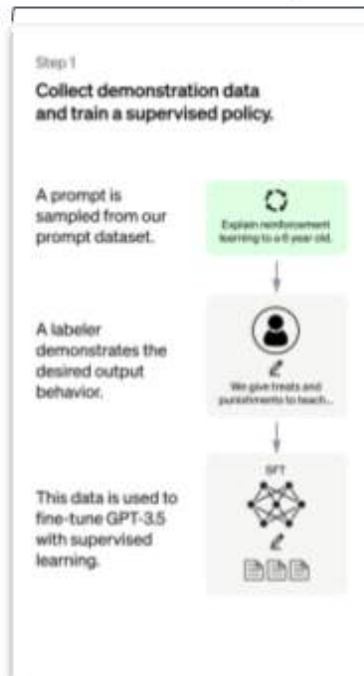 Step 1
Collect demonstration data
and train a supervised policy.
A prompt is
sampled from our
prompt dataset.
Explain reinforcement
learning to a 6 year old.
A labeler
demonstrates the
desired output
behavior.
We give treats and
punishments to teach...
This data is used to
fine-tune GPT-3.5
with supervised
learning.
SFT